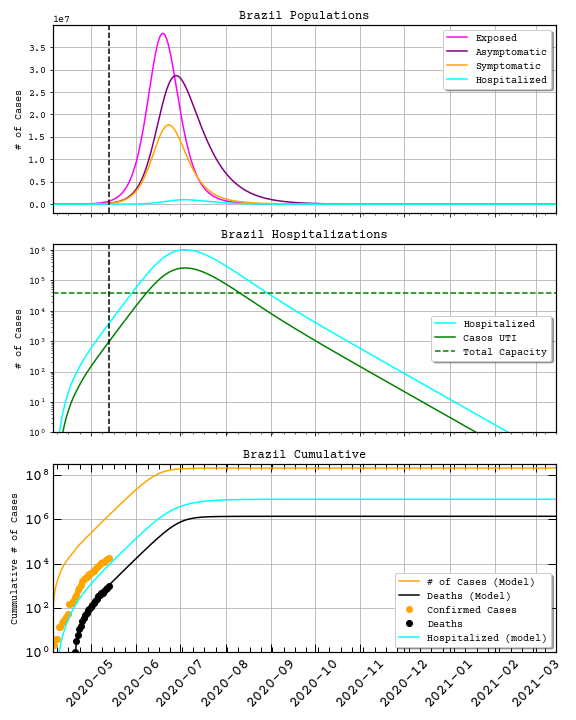 Brazil Populations
1e7
3.5
3.0
2.5
2.0
1.5
1.0
0.5
0.0
# of Cases
Exposed
Asymptomatic
Symptomatic
Hospitalized
Brazil Hospitalizations
10⁶
10⁵
10⁴
10³
10²
10¹
10⁰
# of Cases
Hospitalized
Casos UTI
Total Capacity
Brazil Cumulative
10⁸
10⁶
10⁴
10²
10⁰
Cummulative # of Cases
# of Cases (Model)
Deaths (Model)
Confirmed Cases
Deaths
Hospitalized (model)
2020-05
2020-06
2020-07
2020-08
2020-09
2020-10
2020-11
2020-12
2021-01
2021-02
2021-03